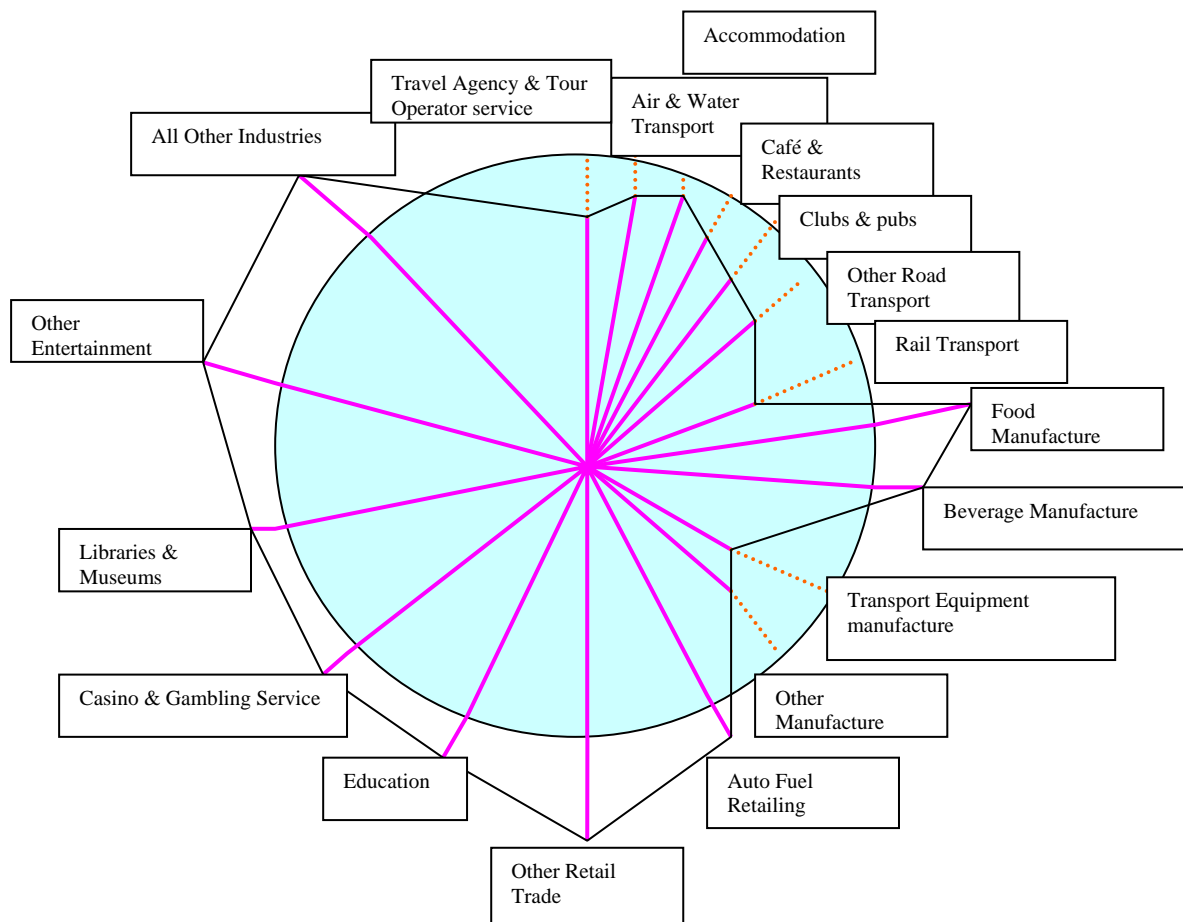 Accommodation
Travel Agency & Tour
Operator service
Air & Water
Transport
All Other Industries
Café &
Restaurants
Clubs & pubs
Other Road
Transport
Other
Entertainment
Rail Transport
Food
Manufacture
Beverage Manufacture
Libraries &
Museums
Transport Equipment
manufacture
Casino & Gambling Service
Other
Manufacture
Education
Auto Fuel
Retailing
Other Retail
Trade